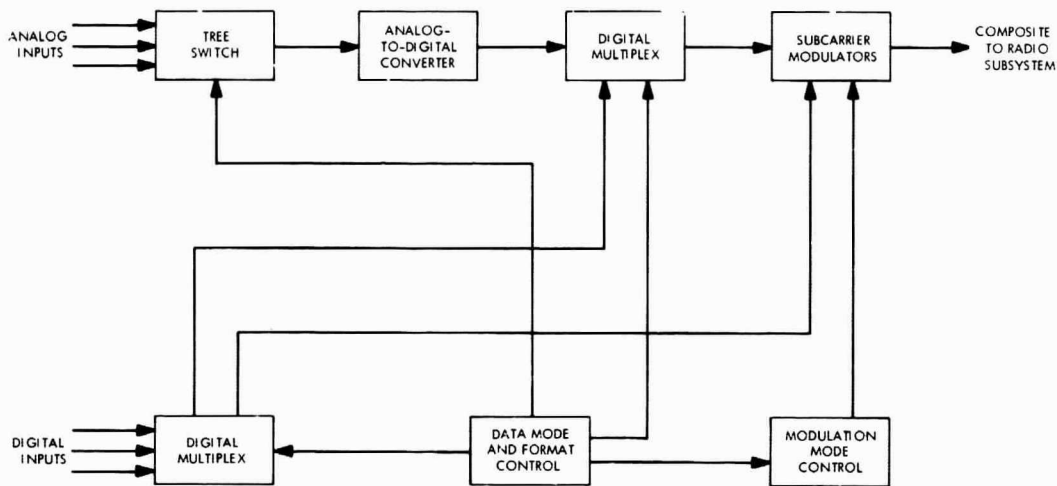 ANALOG
INPUTS
TREE
SWITCH
ANALOG-
TO-DIGITAL
CONVERTER
DIGITAL
MULTIPLEX
SUBCARRIER
MODULATORS
COMPOSITE
TO RADIO
SUBSYSTEM
DIGITAL
INPUTS
DIGITAL
MULTIPLEX
DATA MODE
AND FORMAT
CONTROL
MODULATION
MODE
CONTROL